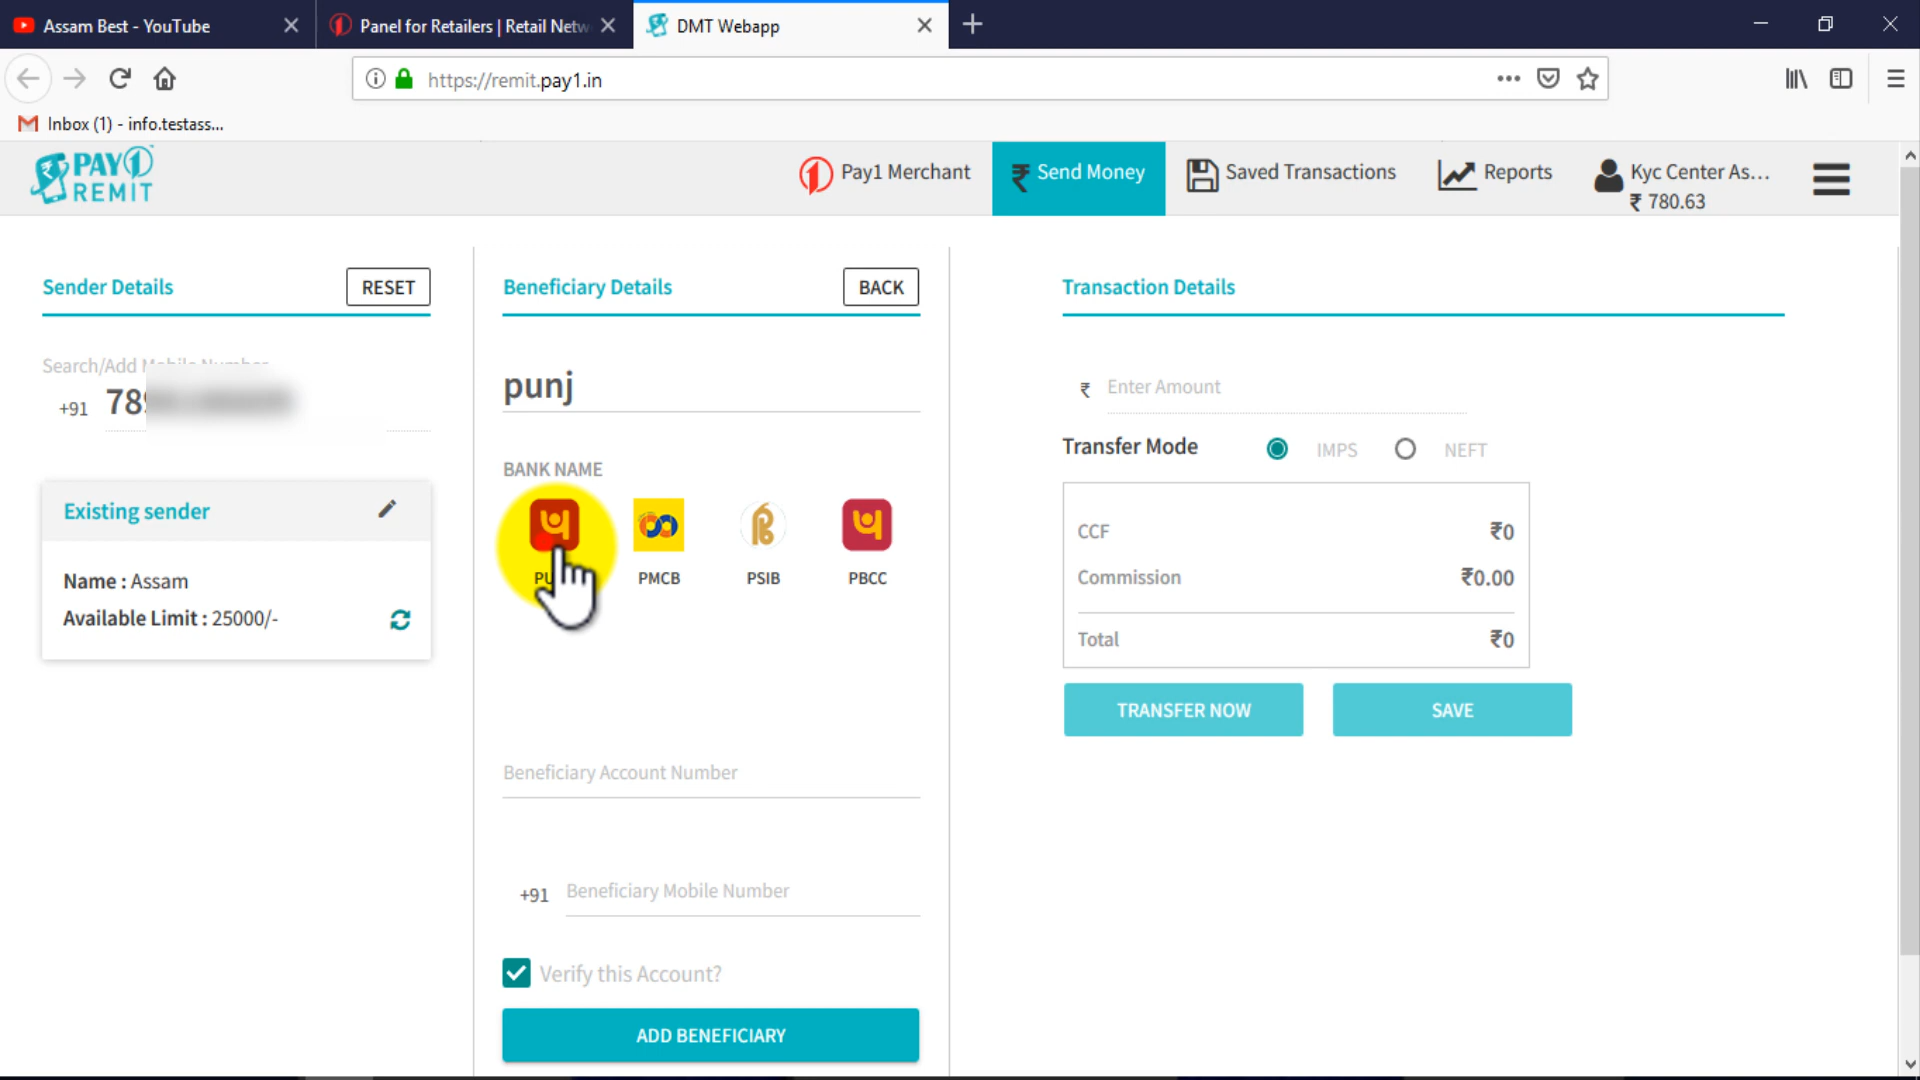 Assam Best - YouTube
Panel for Retailers | Retail Netw
DMT Webapp
https://remit.pay1.in
Inbox (1) - info.testass...
PAY1
REMIT
Pay1 Merchant
₹ Send Money
Saved Transactions
Reports
Kyc Center As...
₹ 780.63
Sender Details
RESET
Search/Add Mobile Number
+91
Existing sender
Name : Assam
Available Limit : 25000/-
Beneficiary Details
BACK
punj
BANK NAME
PMCB
PSIB
PBCC
Beneficiary Account Number
+91 Beneficiary Mobile Number
Verify this Account?
ADD BENEFICIARY
Transaction Details
₹ Enter Amount
Transfer Mode
IMPS
NEFT
CCF ₹0
Commission ₹0.00
Total ₹0
TRANSFER NOW
SAVE